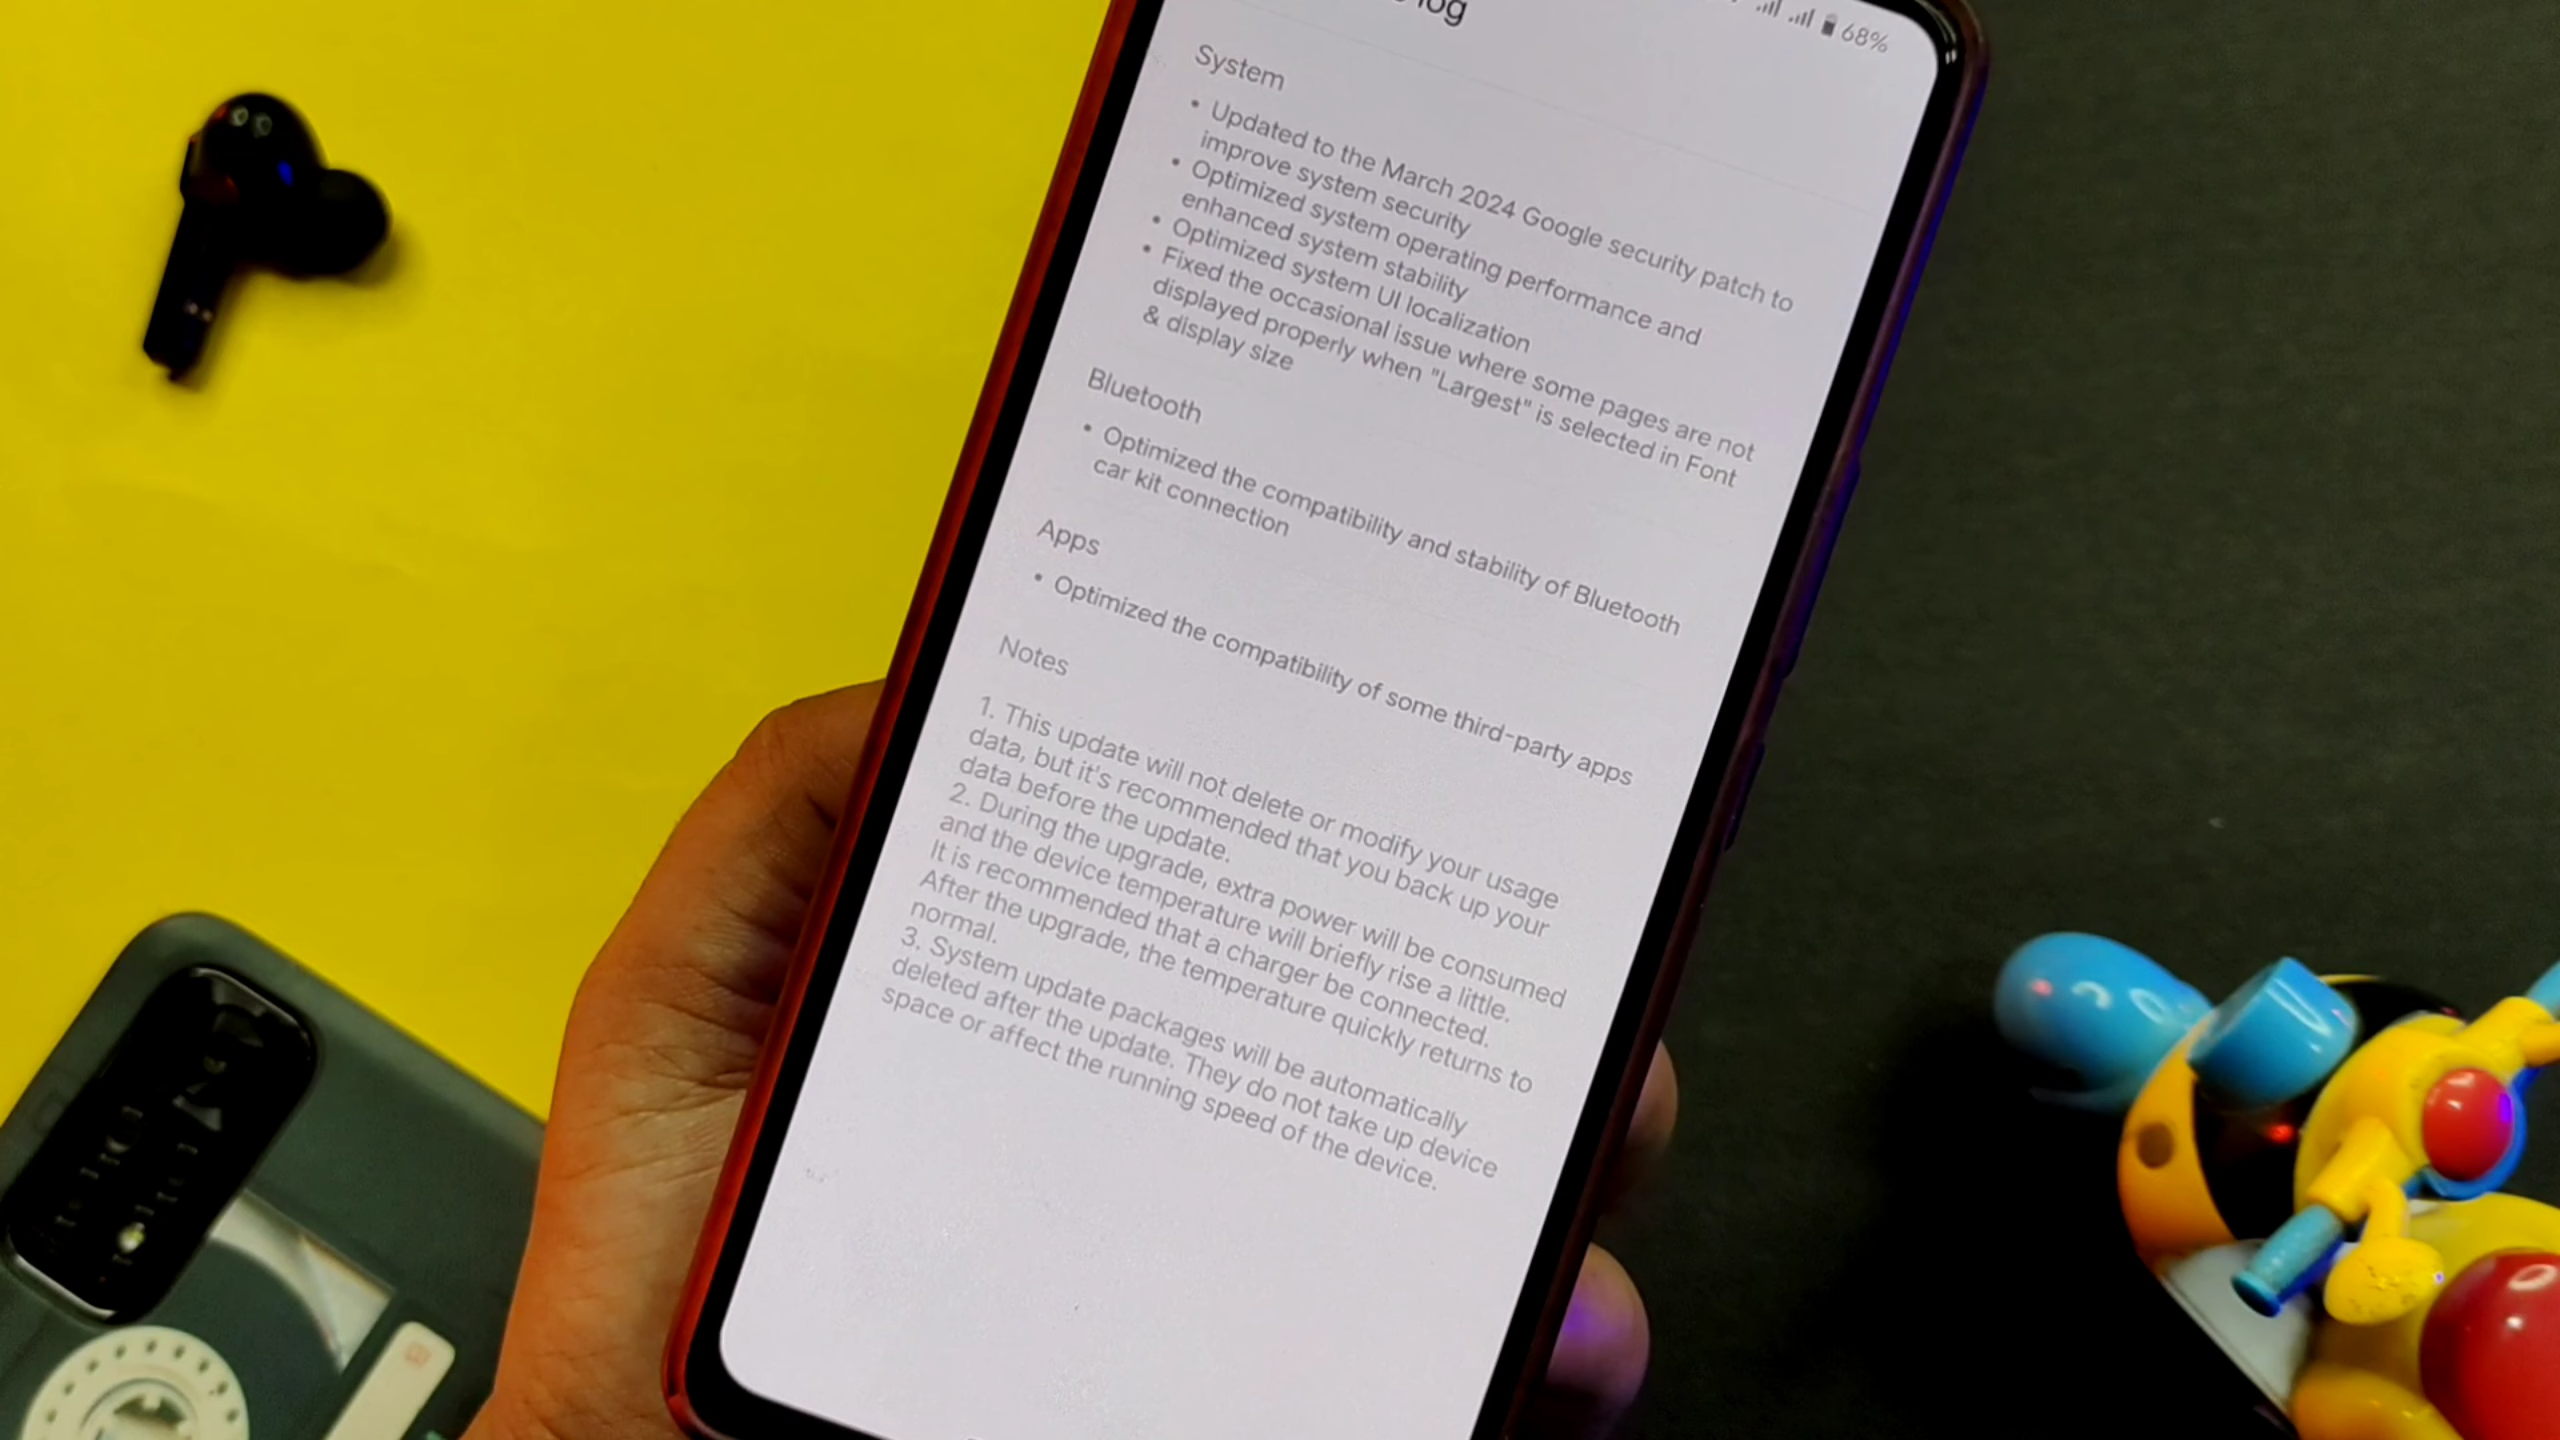 log
68%
System
• Updated to the March 2024 Google security patch to
improve system security
• Optimized system operating performance and
enhanced system stability
• Optimized system UI localization
• Fixed the occasional issue where some pages are not
displayed properly when "Largest" is selected in Font
& display size
Bluetooth
• Optimized the compatibility and stability of Bluetooth
car kit connection
Apps
• Optimized the compatibility of some third-party apps
Notes
1. This update will not delete or modify your usage
data, but it's recommended that you back up your
data before the update.
2. During the upgrade, extra power will be consumed
and the device temperature will briefly rise a little.
It is recommended that a charger be connected.
After the upgrade, the temperature quickly returns to
normal.
3. System update packages will be automatically
deleted after the update. They do not take up device
space or affect the running speed of the device.